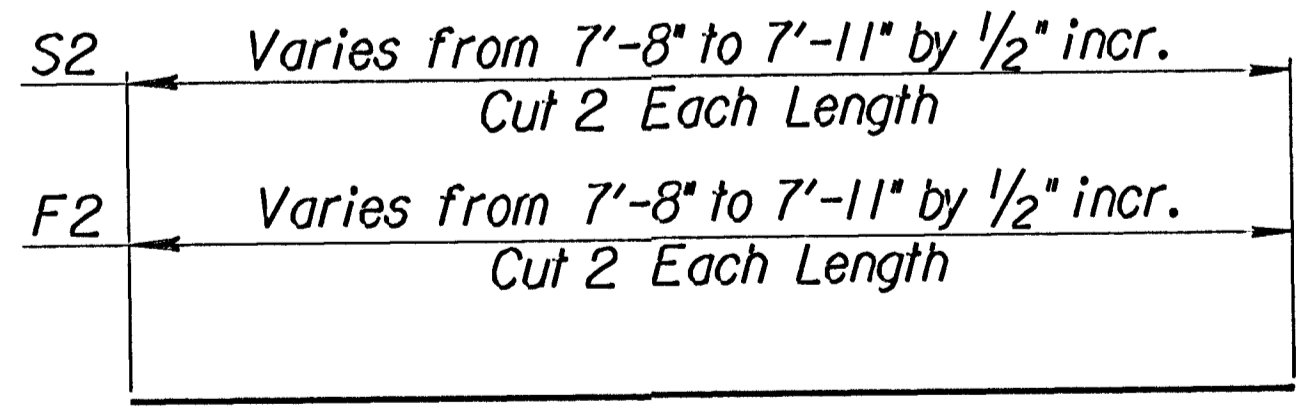 S2 Varies from 7'-8" to 7'-11" by 1/2" incr.
Cut 2 Each Length
F2 Varies from 7'-8" to 7'-11" by 1/2" incr.
Cut 2 Each Length